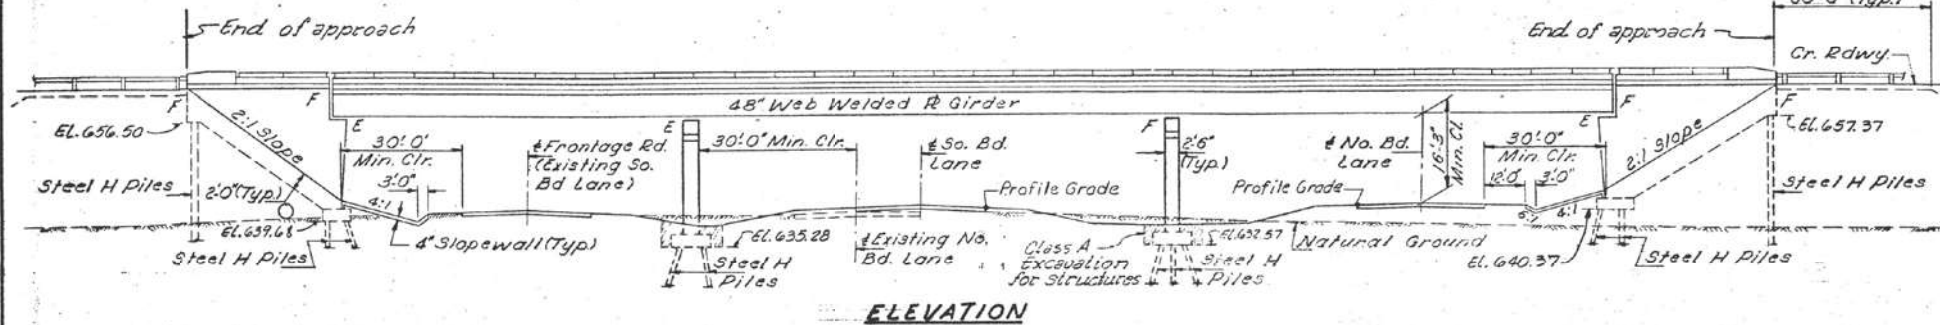 End of approach
End of approach
(Typ.)
Gr. Rdwy.
F
F
F
F
48" Web Welded ℞ Girder
El. 656.50
2:1 Slope
E
E
F
E
El. 657.37
30'-0"
Min. Clr.
℄ Frontage Rd.
(Existing So.
Bd Lane)
30'-0" Min. Clr.
℄ So. Bd.
Lane
2'-6"
(Typ.)
℄ No. Bd.
Lane
16'-3"
Min. Cl.
30'-0"
Min. Clr.
2:1 Slope
Steel H Piles
2'-0"(Typ.)
3'-0"
Profile Grade
Profile Grade
12'-0"
3'-0"
Steel H Piles
4:1
6:1
4:1
El. 639.68
4" Slopewall (Typ.)
El. 635.28
℄ Existing No.
Bd. Lane
Class A
Excavation
for Structures
El. 632.57
Natural Ground
El. 640.37
Steel H Piles
Steel H
Piles
Steel H
Piles
Steel H Piles
ELEVATION